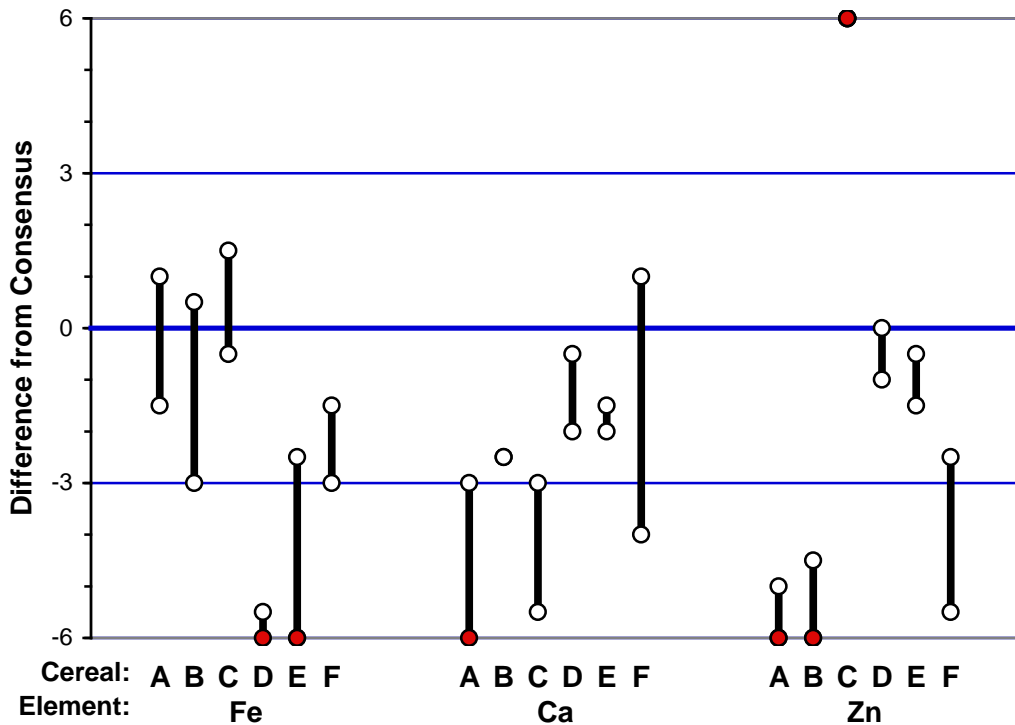 Difference from Consensus
6
3
0
-3
-6
Cereal: A B C D E F A B C D E F A B C D E F
Element: Fe Ca Zn